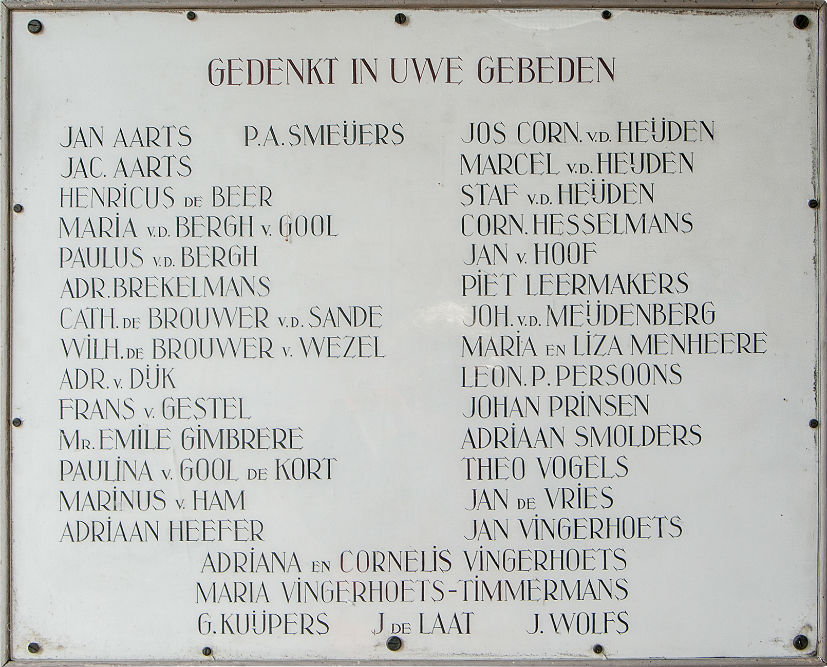 GEDENKT IN UWE GEBEDEN
JAN AARTS P.A. SMEIJERS
JAC. AARTS
HENRICUS DE BEER
MARIA V.D. BERGH V. GOOL
PAULUS V.D. BERGH
ADR. BREKELMANS
CATH. DE BROUWER V.D. SANDE
WILH. DE BROUWER V. WEZEL
ADR. V. DIJK
FRANS V. GESTEL
MR. EMILE GIMBRERE
PAULINA V. GOOL DE KORT
MARINUS V. HAM
ADRIAAN HEEFER
JOS CORN. V.D. HEIJDEN
MARCEL V.D. HEIJDEN
STAF V.D. HEIJDEN
CORN. HESSELMANS
JAN V. HOOF
PIET LEERMAKERS
JOH. V.D. MEIJDENBERG
MARIA EN LIZA MENHEERE
LEON. P. PERSOONS
JOHAN PRINSEN
ADRIAAN SMOLDERS
THEO VOGELS
JAN DE VRIES
JAN VINGERHOETS
ADRIANA EN CORNELIS VINGERHOETS
MARIA VINGERHOETS-TIMMERMANS
G. KUIJPERS J DE LAAT J. WOLFS